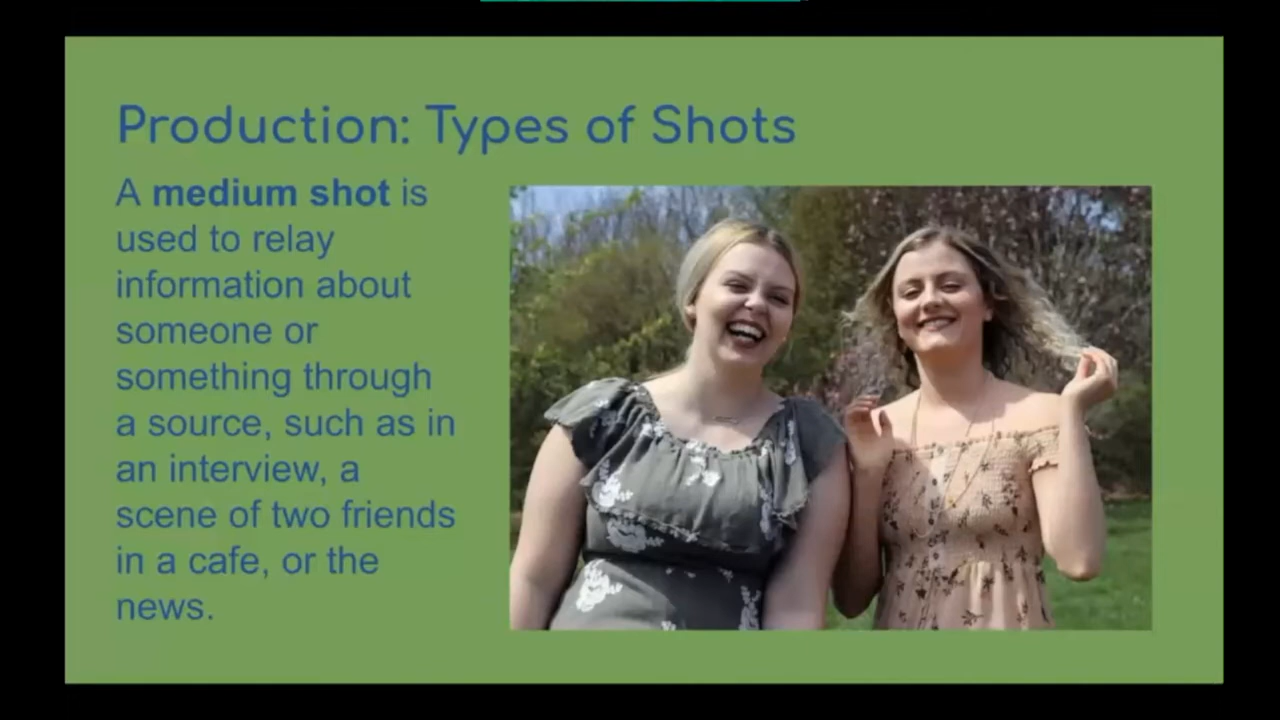 Production: Types of Shots
A medium shot is
used to relay
information about
someone or
something through
a source, such as in
an interview, a
scene of two friends
in a cafe, or the
news.